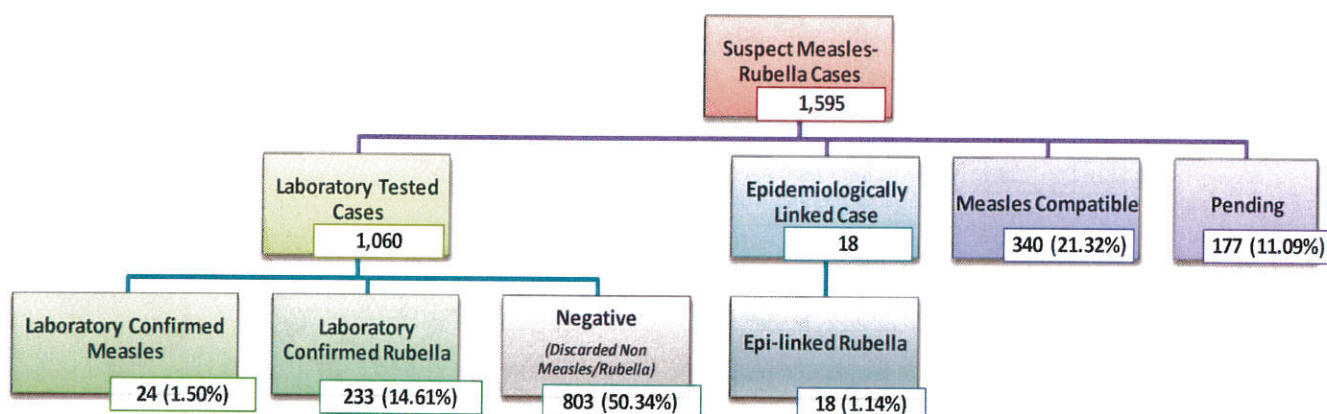 Suspect Measles-
Rubella Cases
1,595
Laboratory Tested
Cases
1,060
Epidemiologically
Linked Case
18
Measles Compatible
340 (21.32%)
Pending
177 (11.09%)
Laboratory Confirmed
Measles
24 (1.50%)
Laboratory
Confirmed Rubella
233 (14.61%)
Negative
(Discarded Non
Measles/Rubella)
803 (50.34%)
Epi-linked Rubella
18 (1.14%)